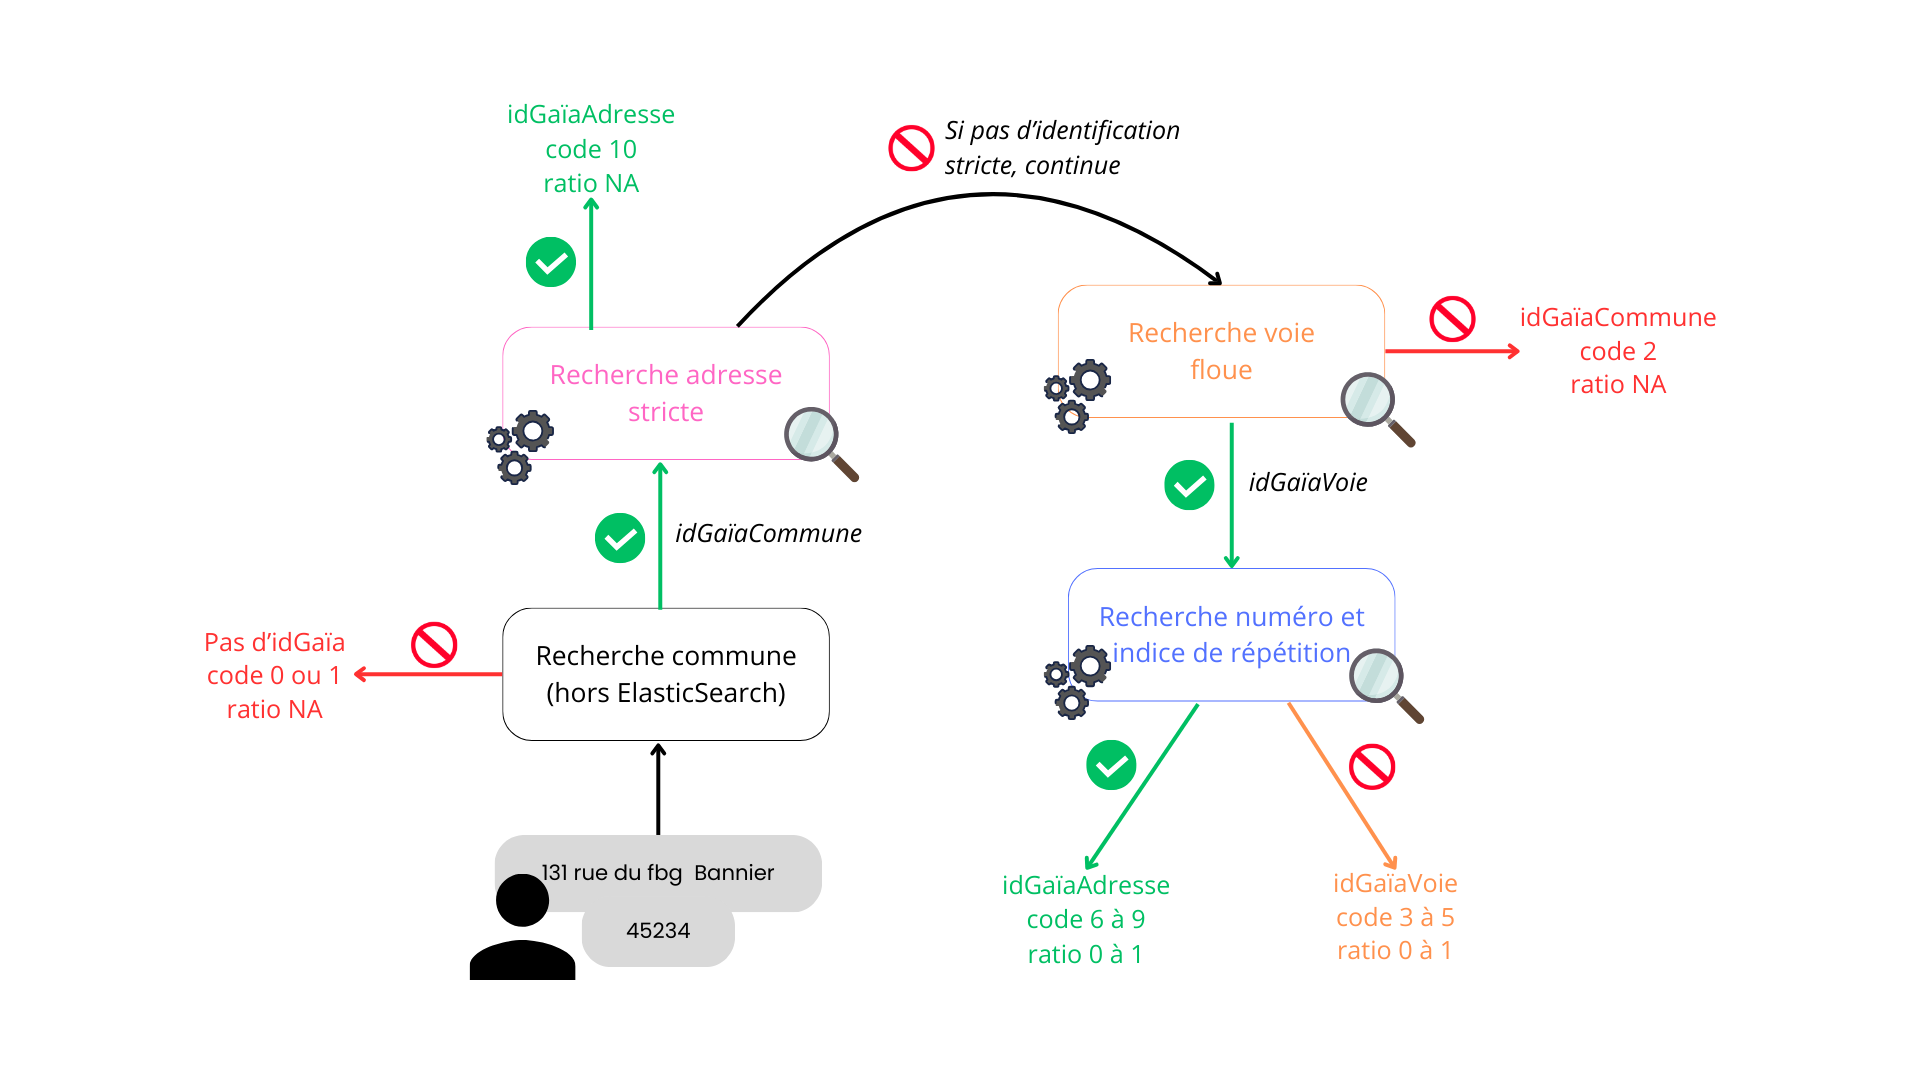 idGaïaAdresse
code 10
ratio NA
Si pas d’identification
stricte, continue
Recherche adresse
stricte
Recherche voie
floue
idGaïaCommune
code 2
ratio NA
idGaïaCommune
idGaïaVoie
Pas d’idGaïa
code 0 ou 1
ratio NA
Recherche commune
(hors ElasticSearch)
Recherche numéro et
indice de répétition
131 rue du fbg Bannier
45234
idGaïaAdresse
code 6 à 9
ratio 0 à 1
idGaïaVoie
code 3 à 5
ratio 0 à 1